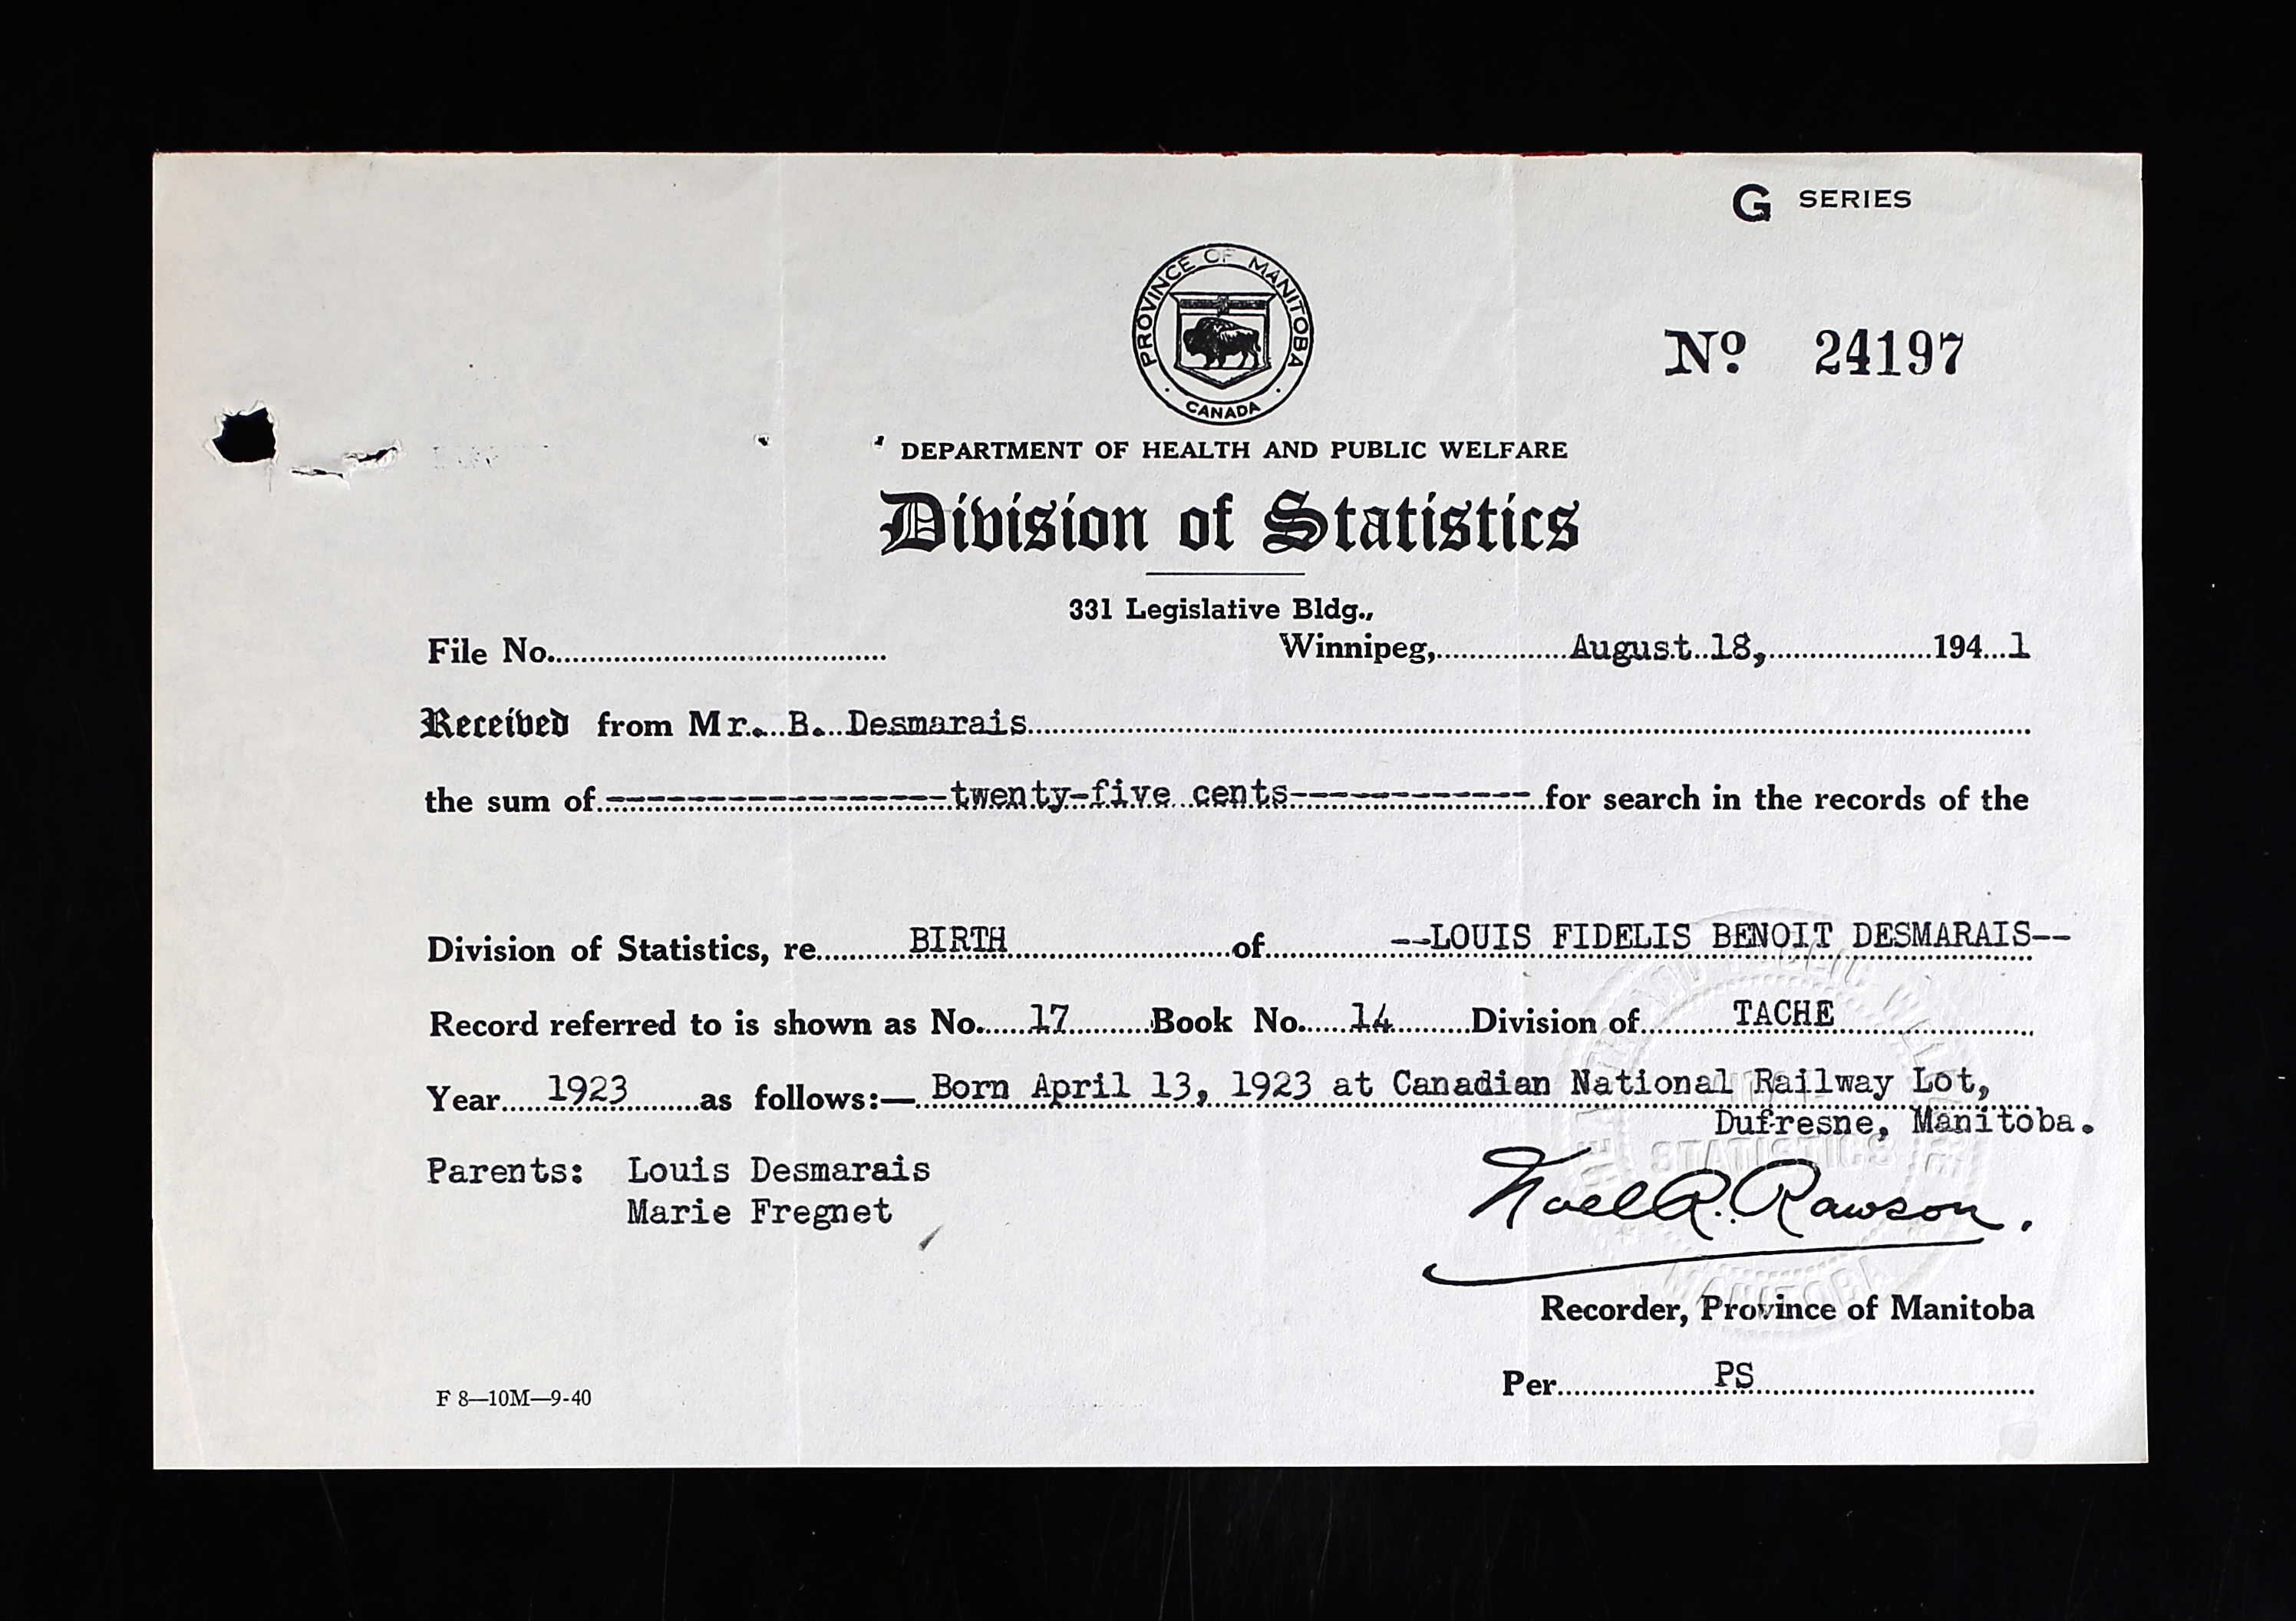 G SERIES
PROVINCE OF MANITOBA
CANADA
Nº 24197
DEPARTMENT OF HEALTH AND PUBLIC WELFARE
Division of Statistics
331 Legislative Bldg.,
File No. Winnipeg, August 18, 1941
Received from Mr. B. Desmarais
the sum of -----------------twenty-five cents------------ for search in the records of the
Division of Statistics, re BIRTH of --LOUIS FIDELIS BENOIT DESMARAIS--
Record referred to is shown as No. 17 Book No. 14 Division of TACHE
Year 1923 as follows:— Born April 13, 1923 at Canadian National Railway Lot,
Dufresne, Manitoba.
Parents: Louis Desmarais
Marie Fregnet
Noel R. Rawson.
STATISTICS
MANITOBA
Recorder, Province of Manitoba
Per PS
F 8—10M—9-40